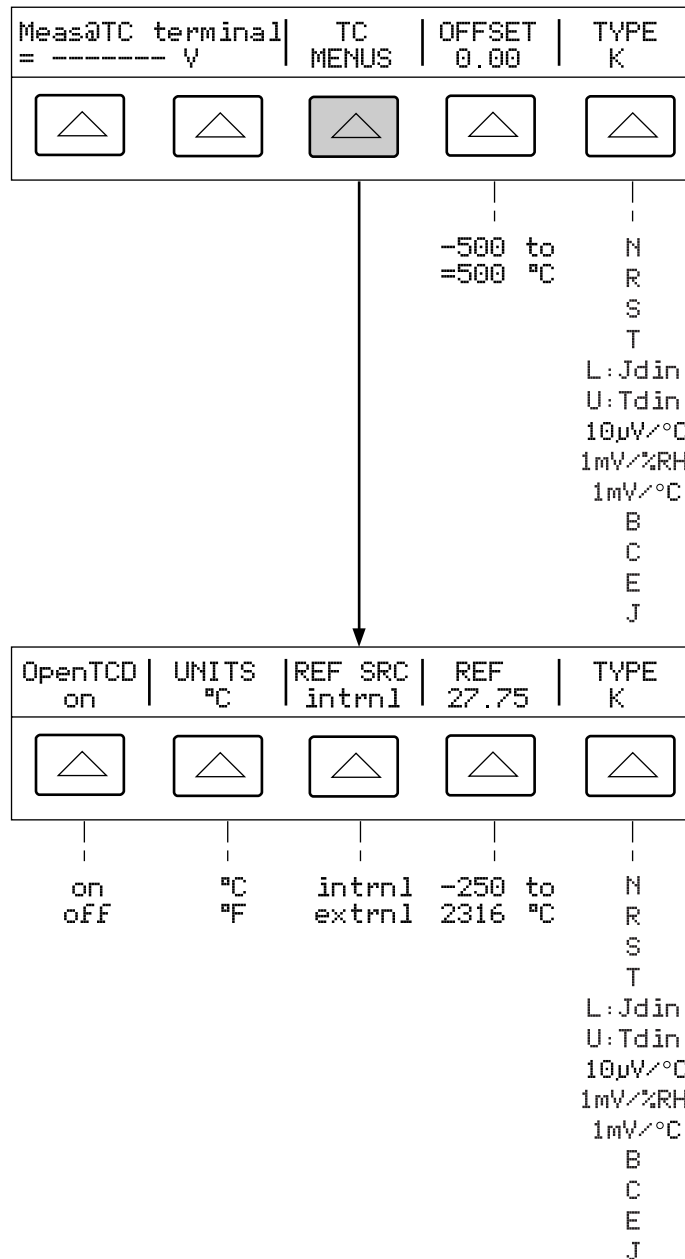 Meas@TC terminal TC OFFSET TYPE
= ------- V MENUS 0.00 K
-500 to
=500 °C
N
R
S
T
L:Jdin
U:Tdin
10µV/°C
1mV/%RH
1mV/°C
B
C
E
J
OpenTCD UNITS REF SRC REF TYPE
on °C intrnl 27.75 K
on °C intrnl -250 to N
off °F extrnl 2316 °C R
S
T
L:Jdin
U:Tdin
10µV/°C
1mV/%RH
1mV/°C
B
C
E
J